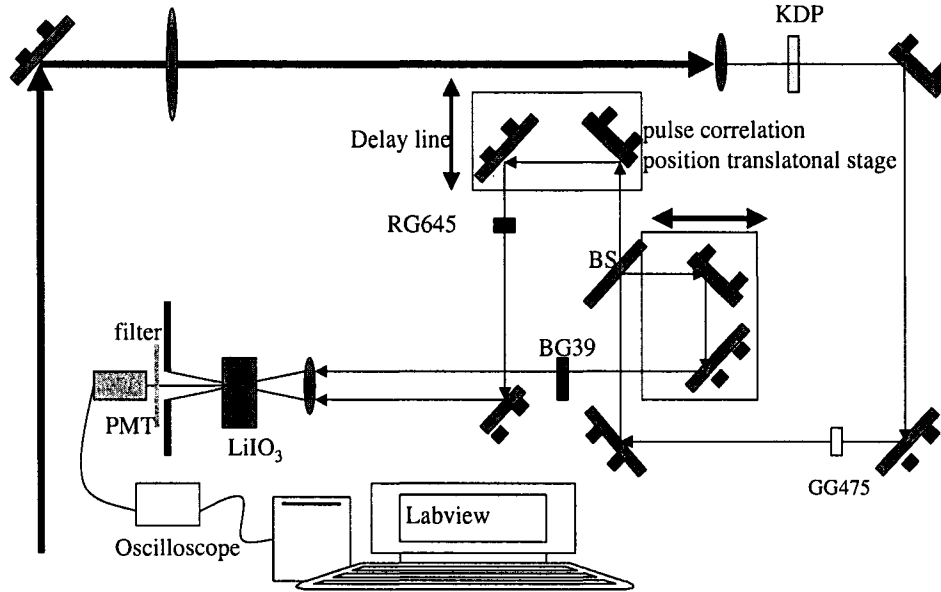 KDP
Delay line
pulse correlation
position translatonal stage
RG645
BS
filter
BG39
PMT
LiIO₃
GG475
Labview
Oscilloscope